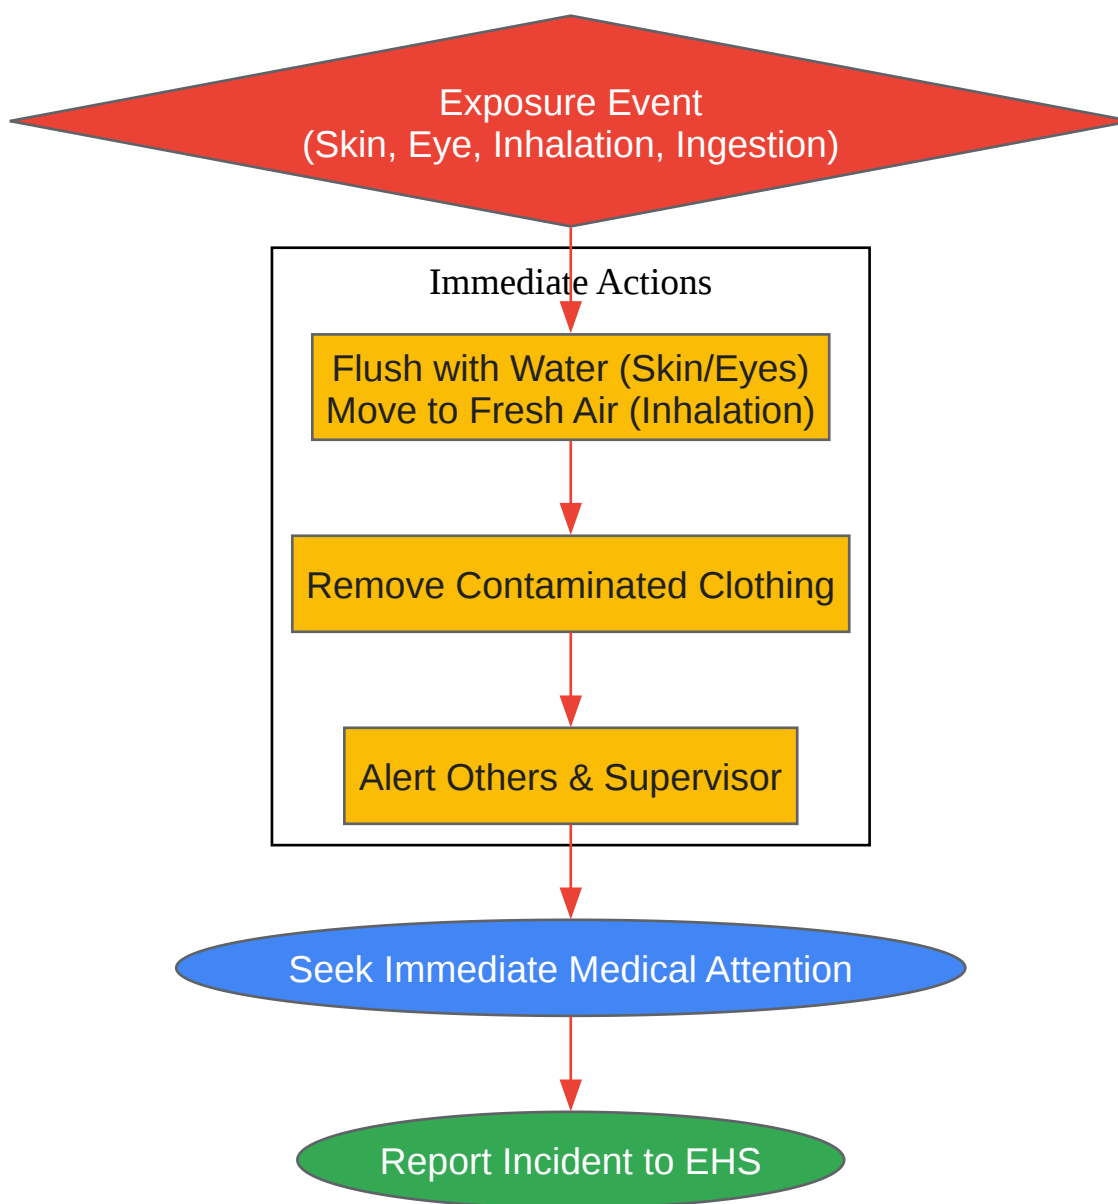 Exposure Event
(Skin, Eye, Inhalation, Ingestion)
Immediate Actions
Flush with Water (Skin/Eyes)
Move to Fresh Air (Inhalation)
Remove Contaminated Clothing
Alert Others & Supervisor
Seek Immediate Medical Attention
Report Incident to EHS